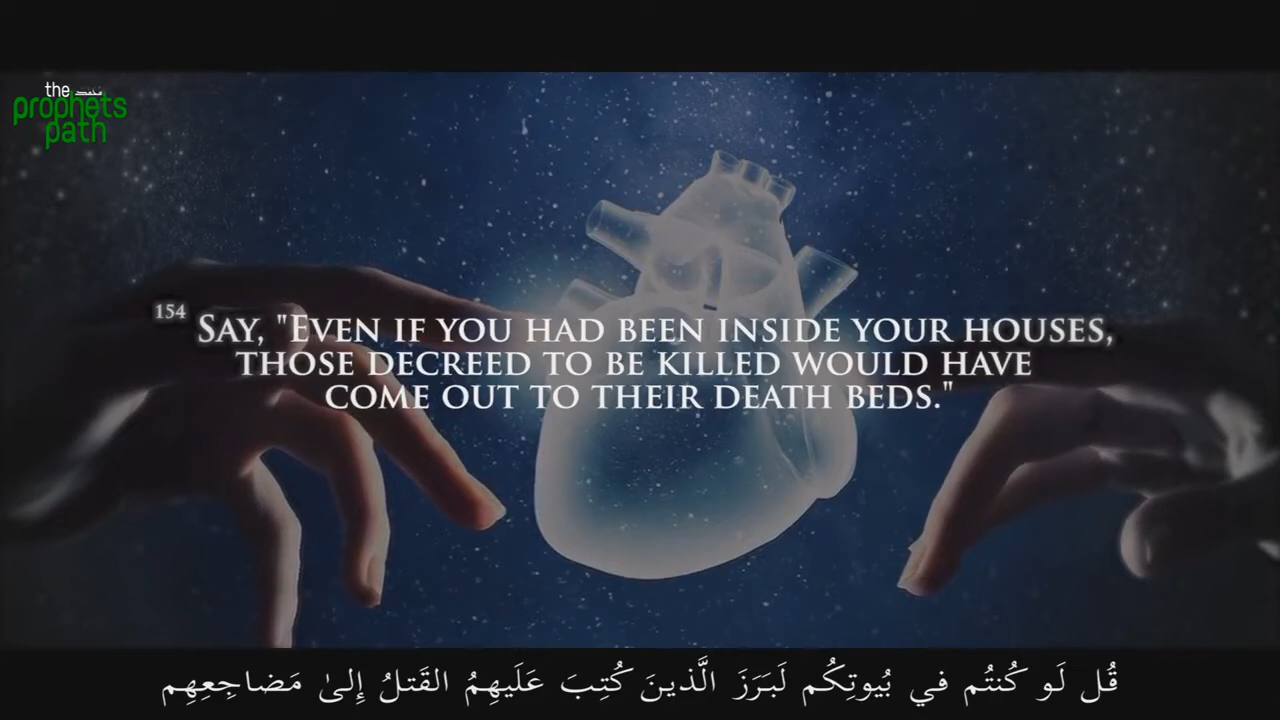 the محمد
prophets
path
154 Say, "Even if you had been inside your houses,
those decreed to be killed would have
come out to their death beds."
قُل لَو كُنتُم في بُيوتِكُم لَبَرَزَ الَّذينَ كُتِبَ عَلَيهِمُ القَتلُ إِلىٰ مَضاجِعِهِم